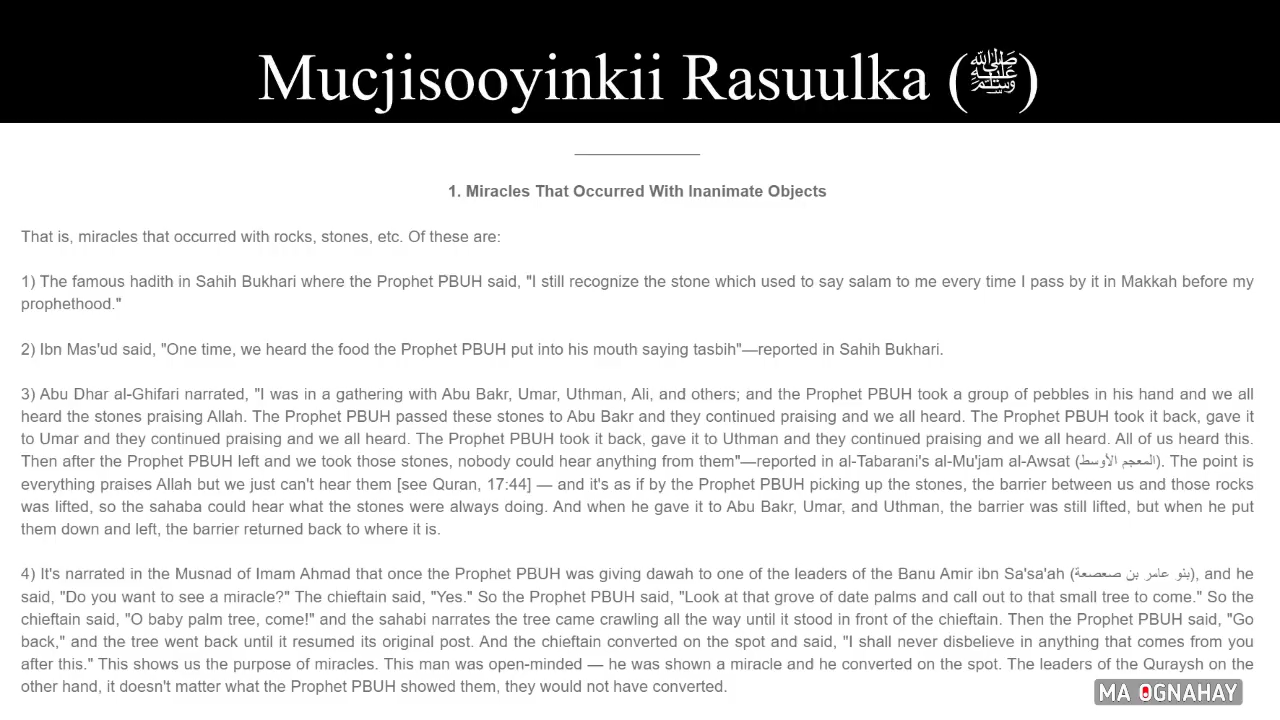 Mucjisooyinkii Rasuulka (ﷺ)
1. Miracles That Occurred With Inanimate Objects
That is, miracles that occurred with rocks, stones, etc. Of these are:
1) The famous hadith in Sahih Bukhari where the Prophet PBUH said, "I still recognize the stone which used to say salam to me every time I pass by it in Makkah before my
prophethood."
2) Ibn Mas'ud said, "One time, we heard the food the Prophet PBUH put into his mouth saying tasbih"—reported in Sahih Bukhari.
3) Abu Dhar al-Ghifari narrated, "I was in a gathering with Abu Bakr, Umar, Uthman, Ali, and others; and the Prophet PBUH took a group of pebbles in his hand and we all
heard the stones praising Allah. The Prophet PBUH passed these stones to Abu Bakr and they continued praising and we all heard. The Prophet PBUH took it back, gave it
to Umar and they continued praising and we all heard. The Prophet PBUH took it back, gave it to Uthman and they continued praising and we all heard. All of us heard this.
Then after the Prophet PBUH left and we took those stones, nobody could hear anything from them"—reported in al-Tabarani's al-Mu'jam al-Awsat (المعجم الأوسط). The point is
everything praises Allah but we just can't hear them [see Quran, 17:44] — and it's as if by the Prophet PBUH picking up the stones, the barrier between us and those rocks
was lifted, so the sahaba could hear what the stones were always doing. And when he gave it to Abu Bakr, Umar, and Uthman, the barrier was still lifted, but when he put
them down and left, the barrier returned back to where it is.
4) It's narrated in the Musnad of Imam Ahmad that once the Prophet PBUH was giving dawah to one of the leaders of the Banu Amir ibn Sa'sa'ah (بنو عامر بن صعصعة), and he
said, "Do you want to see a miracle?" The chieftain said, "Yes." So the Prophet PBUH said, "Look at that grove of date palms and call out to that small tree to come." So the
chieftain said, "O baby palm tree, come!" and the sahabi narrates the tree came crawling all the way until it stood in front of the chieftain. Then the Prophet PBUH said, "Go
back," and the tree went back until it resumed its original post. And the chieftain converted on the spot and said, "I shall never disbelieve in anything that comes from you
after this." This shows us the purpose of miracles. This man was open-minded — he was shown a miracle and he converted on the spot. The leaders of the Quraysh on the
other hand, it doesn't matter what the Prophet PBUH showed them, they would not have converted.
MA OGNAHAY